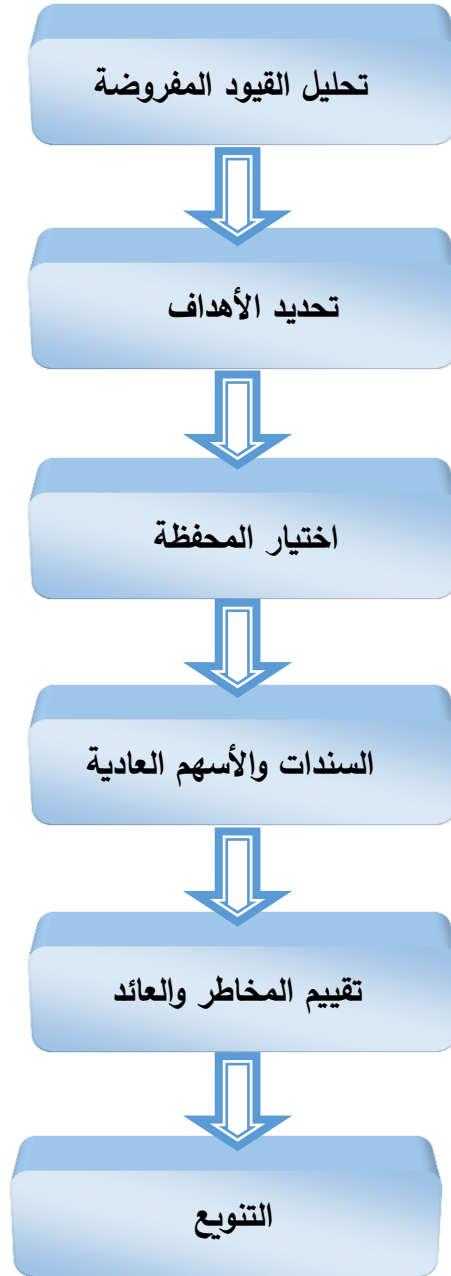 تحليل القيود المفروضة
تحديد الأهداف
اختيار المحفظة
السندات والأسهم العادية
تقييم المخاطر والعائد
التنويع